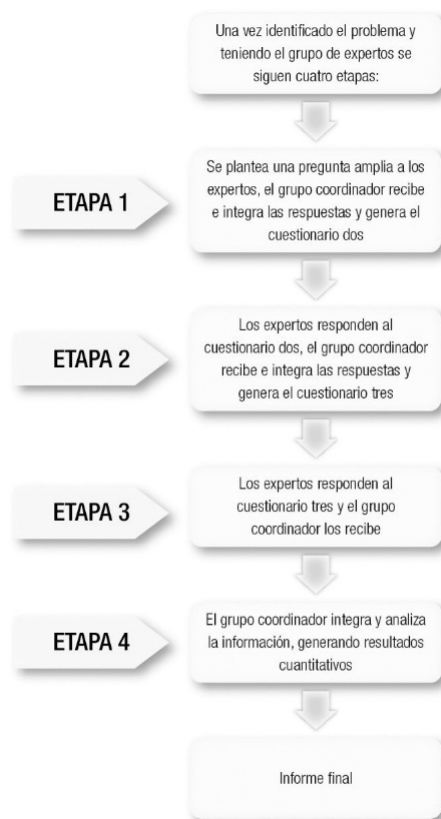 Una vez identificado el problema y
teniendo el grupo de expertos se
siguen cuatro etapas:
ETAPA 1
Se plantea una pregunta amplia a los
expertos, el grupo coordinador recibe
e integra las respuestas y genera el
cuestionario dos
ETAPA 2
Los expertos responden al
cuestionario dos, el grupo coordinador
recibe e integra las respuestas y
genera el cuestionario tres
ETAPA 3
Los expertos responden al
cuestionario tres y el grupo
coordinador los recibe
ETAPA 4
El grupo coordinador integra y analiza
la información, generando resultados
cuantitativos
Informe final